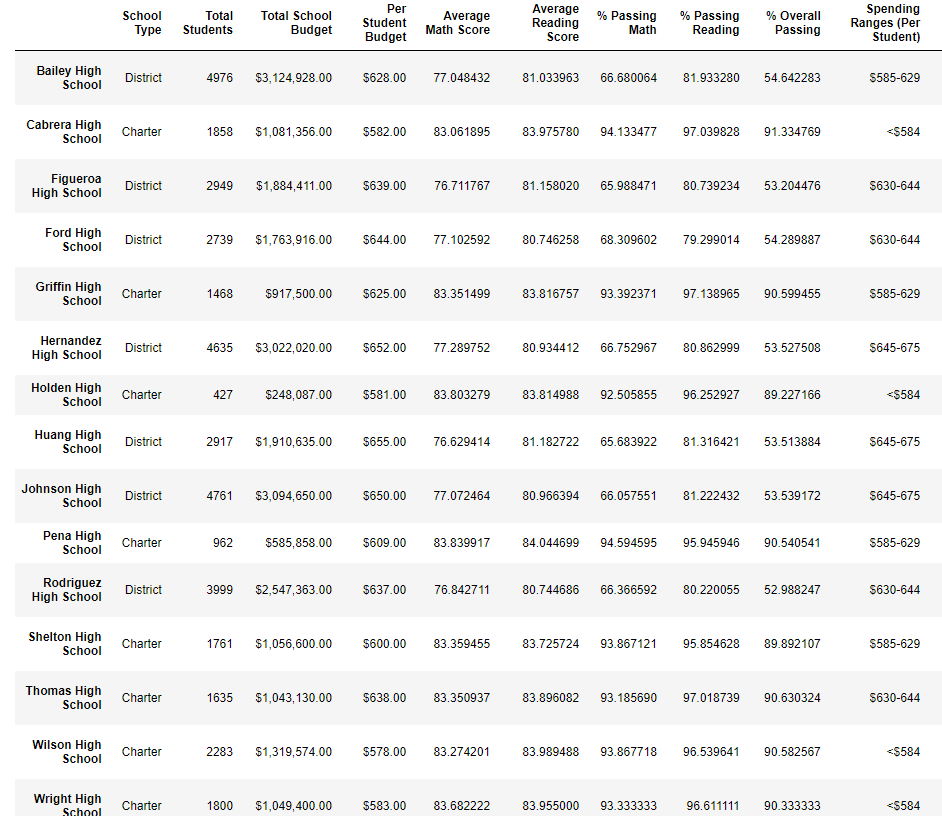 School Type Total Students Total School Budget Per Student Budget Average Math Score Average Reading Score % Passing Math % Passing Reading % Overall Passing Spending Ranges (Per Student)
Bailey High School District 4976 $3,124,928.00 $628.00 77.048432 81.033963 66.680064 81.933280 54.642283 $585-629
Cabrera High School Charter 1858 $1,081,356.00 $582.00 83.061895 83.975780 94.133477 97.039828 91.334769 <$584
Figueroa High School District 2949 $1,884,411.00 $639.00 76.711767 81.158020 65.988471 80.739234 53.204476 $630-644
Ford High School District 2739 $1,763,916.00 $644.00 77.102592 80.746258 68.309602 79.299014 54.289887 $630-644
Griffin High School Charter 1468 $917,500.00 $625.00 83.351499 83.816757 93.392371 97.138965 90.599455 $585-629
Hernandez High School District 4635 $3,022,020.00 $652.00 77.289752 80.934412 66.752967 80.862999 53.527508 $645-675
Holden High School Charter 427 $248,087.00 $581.00 83.803279 83.814988 92.505855 96.252927 89.227166 <$584
Huang High School District 2917 $1,910,635.00 $655.00 76.629414 81.182722 65.683922 81.316421 53.513884 $645-675
Johnson High School District 4761 $3,094,650.00 $650.00 77.072464 80.966394 66.057551 81.222432 53.539172 $645-675
Pena High School Charter 962 $585,858.00 $609.00 83.839917 84.044699 94.594595 95.945946 90.540541 $585-629
Rodriguez High School District 3999 $2,547,363.00 $637.00 76.842711 80.744686 66.366592 80.220055 52.988247 $630-644
Shelton High School Charter 1761 $1,056,600.00 $600.00 83.359455 83.725724 93.867121 95.854628 89.892107 $585-629
Thomas High School Charter 1635 $1,043,130.00 $638.00 83.350937 83.896082 93.185690 97.018739 90.630324 $630-644
Wilson High School Charter 2283 $1,319,574.00 $578.00 83.274201 83.989488 93.867718 96.539641 90.582567 <$584
Wright High School Charter 1800 $1,049,400.00 $583.00 83.682222 83.955000 93.333333 96.611111 90.333333 <$584